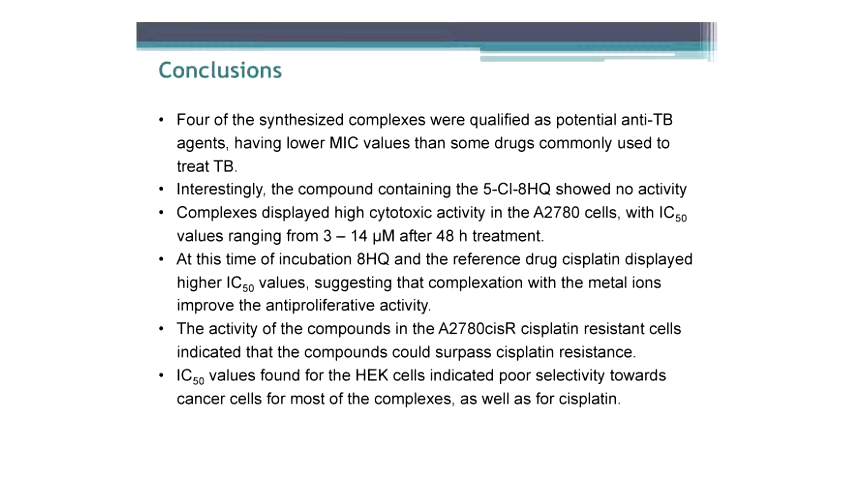 Conclusions
• Four of the synthesized complexes were qualified as potential anti-TB
agents, having lower MIC values than some drugs commonly used to
treat TB.
• Interestingly, the compound containing the 5-Cl-8HQ showed no activity
• Complexes displayed high cytotoxic activity in the A2780 cells, with IC50
values ranging from 3 – 14 µM after 48 h treatment.
• At this time of incubation 8HQ and the reference drug cisplatin displayed
higher IC50 values, suggesting that complexation with the metal ions
improve the antiproliferative activity.
• The activity of the compounds in the A2780cisR cisplatin resistant cells
indicated that the compounds could surpass cisplatin resistance.
• IC50 values found for the HEK cells indicated poor selectivity towards
cancer cells for most of the complexes, as well as for cisplatin.